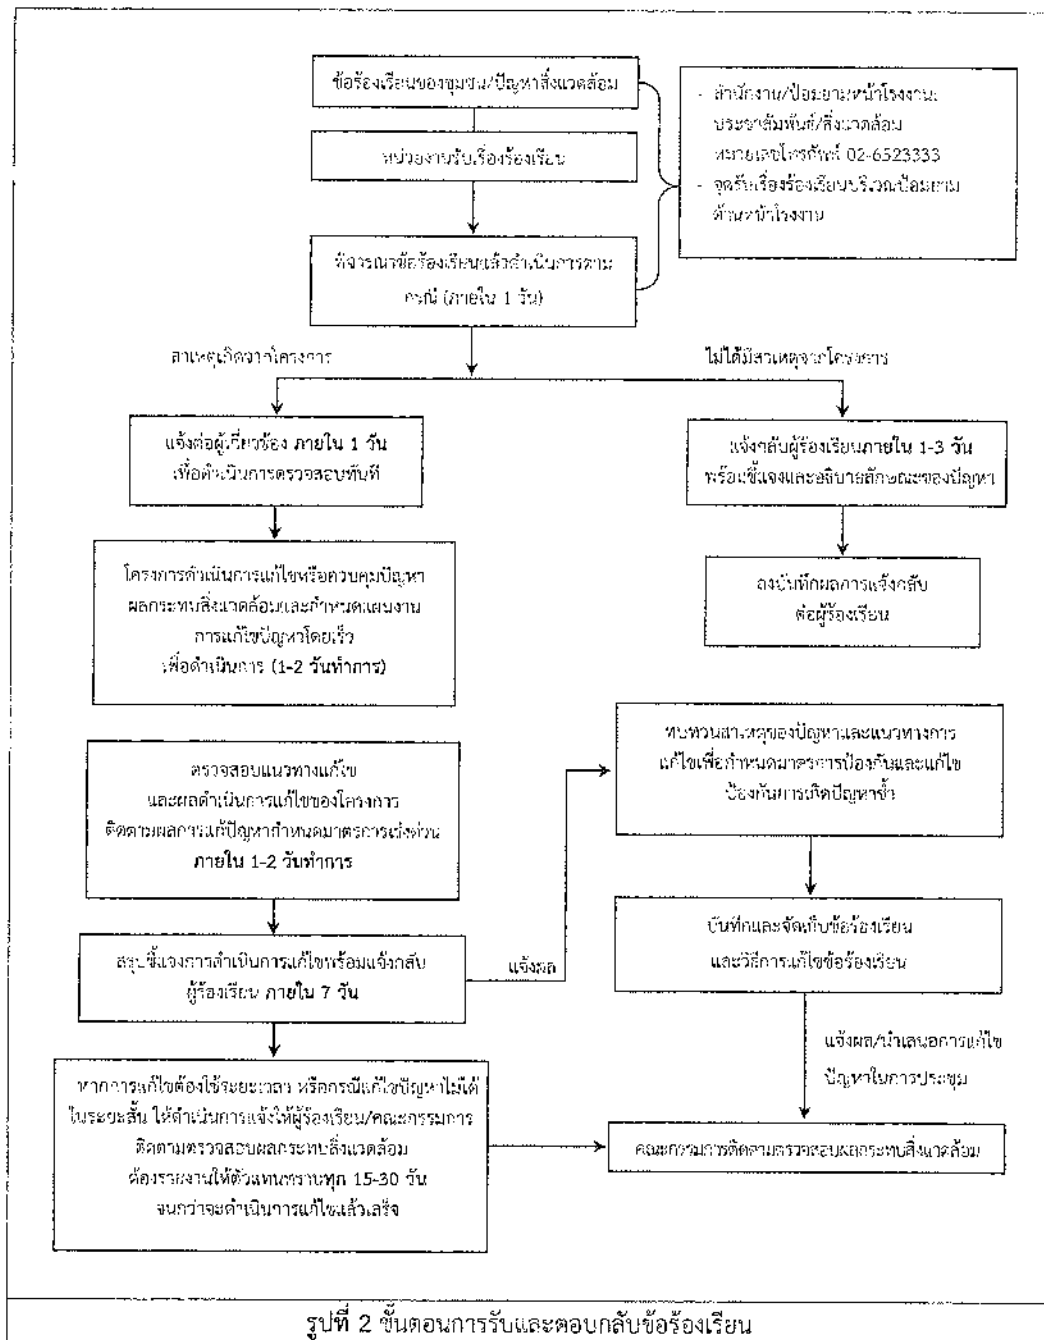 ข้อร้องเรียนของชุมชน/ปัญหาสิ่งแวดล้อม
- สำนักงาน/ป้อมยามหน้าโรงงาน:
ประชาสัมพันธ์/สิ่งแวดล้อม
หมายเลขโทรศัพท์ 02-6523333
- จุดรับเรื่องร้องเรียนบริเวณป้อมยาม
ด้านหน้าโรงงาน
หน่วยงานรับเรื่องร้องเรียน
พิจารณาข้อร้องเรียนแล้วดำเนินการตาม
กรณี (ภายใน 1 วัน)
สาเหตุเกิดจากโครงการ
ไม่ได้มีสาเหตุจากโครงการ
แจ้งต่อผู้เกี่ยวข้อง ภายใน 1 วัน
เพื่อดำเนินการตรวจสอบทันที
แจ้งกลับผู้ร้องเรียนภายใน 1-3 วัน
พร้อมชี้แจงและอธิบายลักษณะของปัญหา
โครงการดำเนินการแก้ไขหรือควบคุมปัญหา
ผลกระทบสิ่งแวดล้อมและกำหนดแผนงาน
การแก้ไขปัญหาโดยเร็ว
เพื่อดำเนินการ (1-2 วันทำการ)
ลงบันทึกผลการแจ้งกลับ
ต่อผู้ร้องเรียน
ตรวจสอบแนวทางแก้ไข
และผลดำเนินการแก้ไขของโครงการ
ติดตามผลการแก้ปัญหากำหนดมาตรการเร่งด่วน
ภายใน 1-2 วันทำการ
ทบทวนสาเหตุของปัญหาและแนวทางการ
แก้ไขเพื่อกำหนดมาตรการป้องกันและแก้ไข
ป้องกันการเกิดปัญหาซ้ำ
สรุปชี้แจงการดำเนินการแก้ไขพร้อมแจ้งกลับ
ผู้ร้องเรียน ภายใน 7 วัน
แจ้งผล
บันทึกและจัดเก็บข้อร้องเรียน
และวิธีการแก้ไขข้อร้องเรียน
แจ้งผล/นำเสนอการแก้ไข
ปัญหาในการประชุม
หากการแก้ไขต้องใช้ระยะเวลา หรือกรณีแก้ไขปัญหาไม่ได้
ในระยะสั้น ให้ดำเนินการแจ้งให้ผู้ร้องเรียน/คณะกรรมการ
ติดตามตรวจสอบผลกระทบสิ่งแวดล้อม
ต้องรายงานให้ตัวแทนทราบทุก 15-30 วัน
จนกว่าจะดำเนินการแก้ไขแล้วเสร็จ
คณะกรรมการติดตามตรวจสอบผลกระทบสิ่งแวดล้อม
รูปที่ 2 ขั้นตอนการรับและตอบกลับข้อร้องเรียน